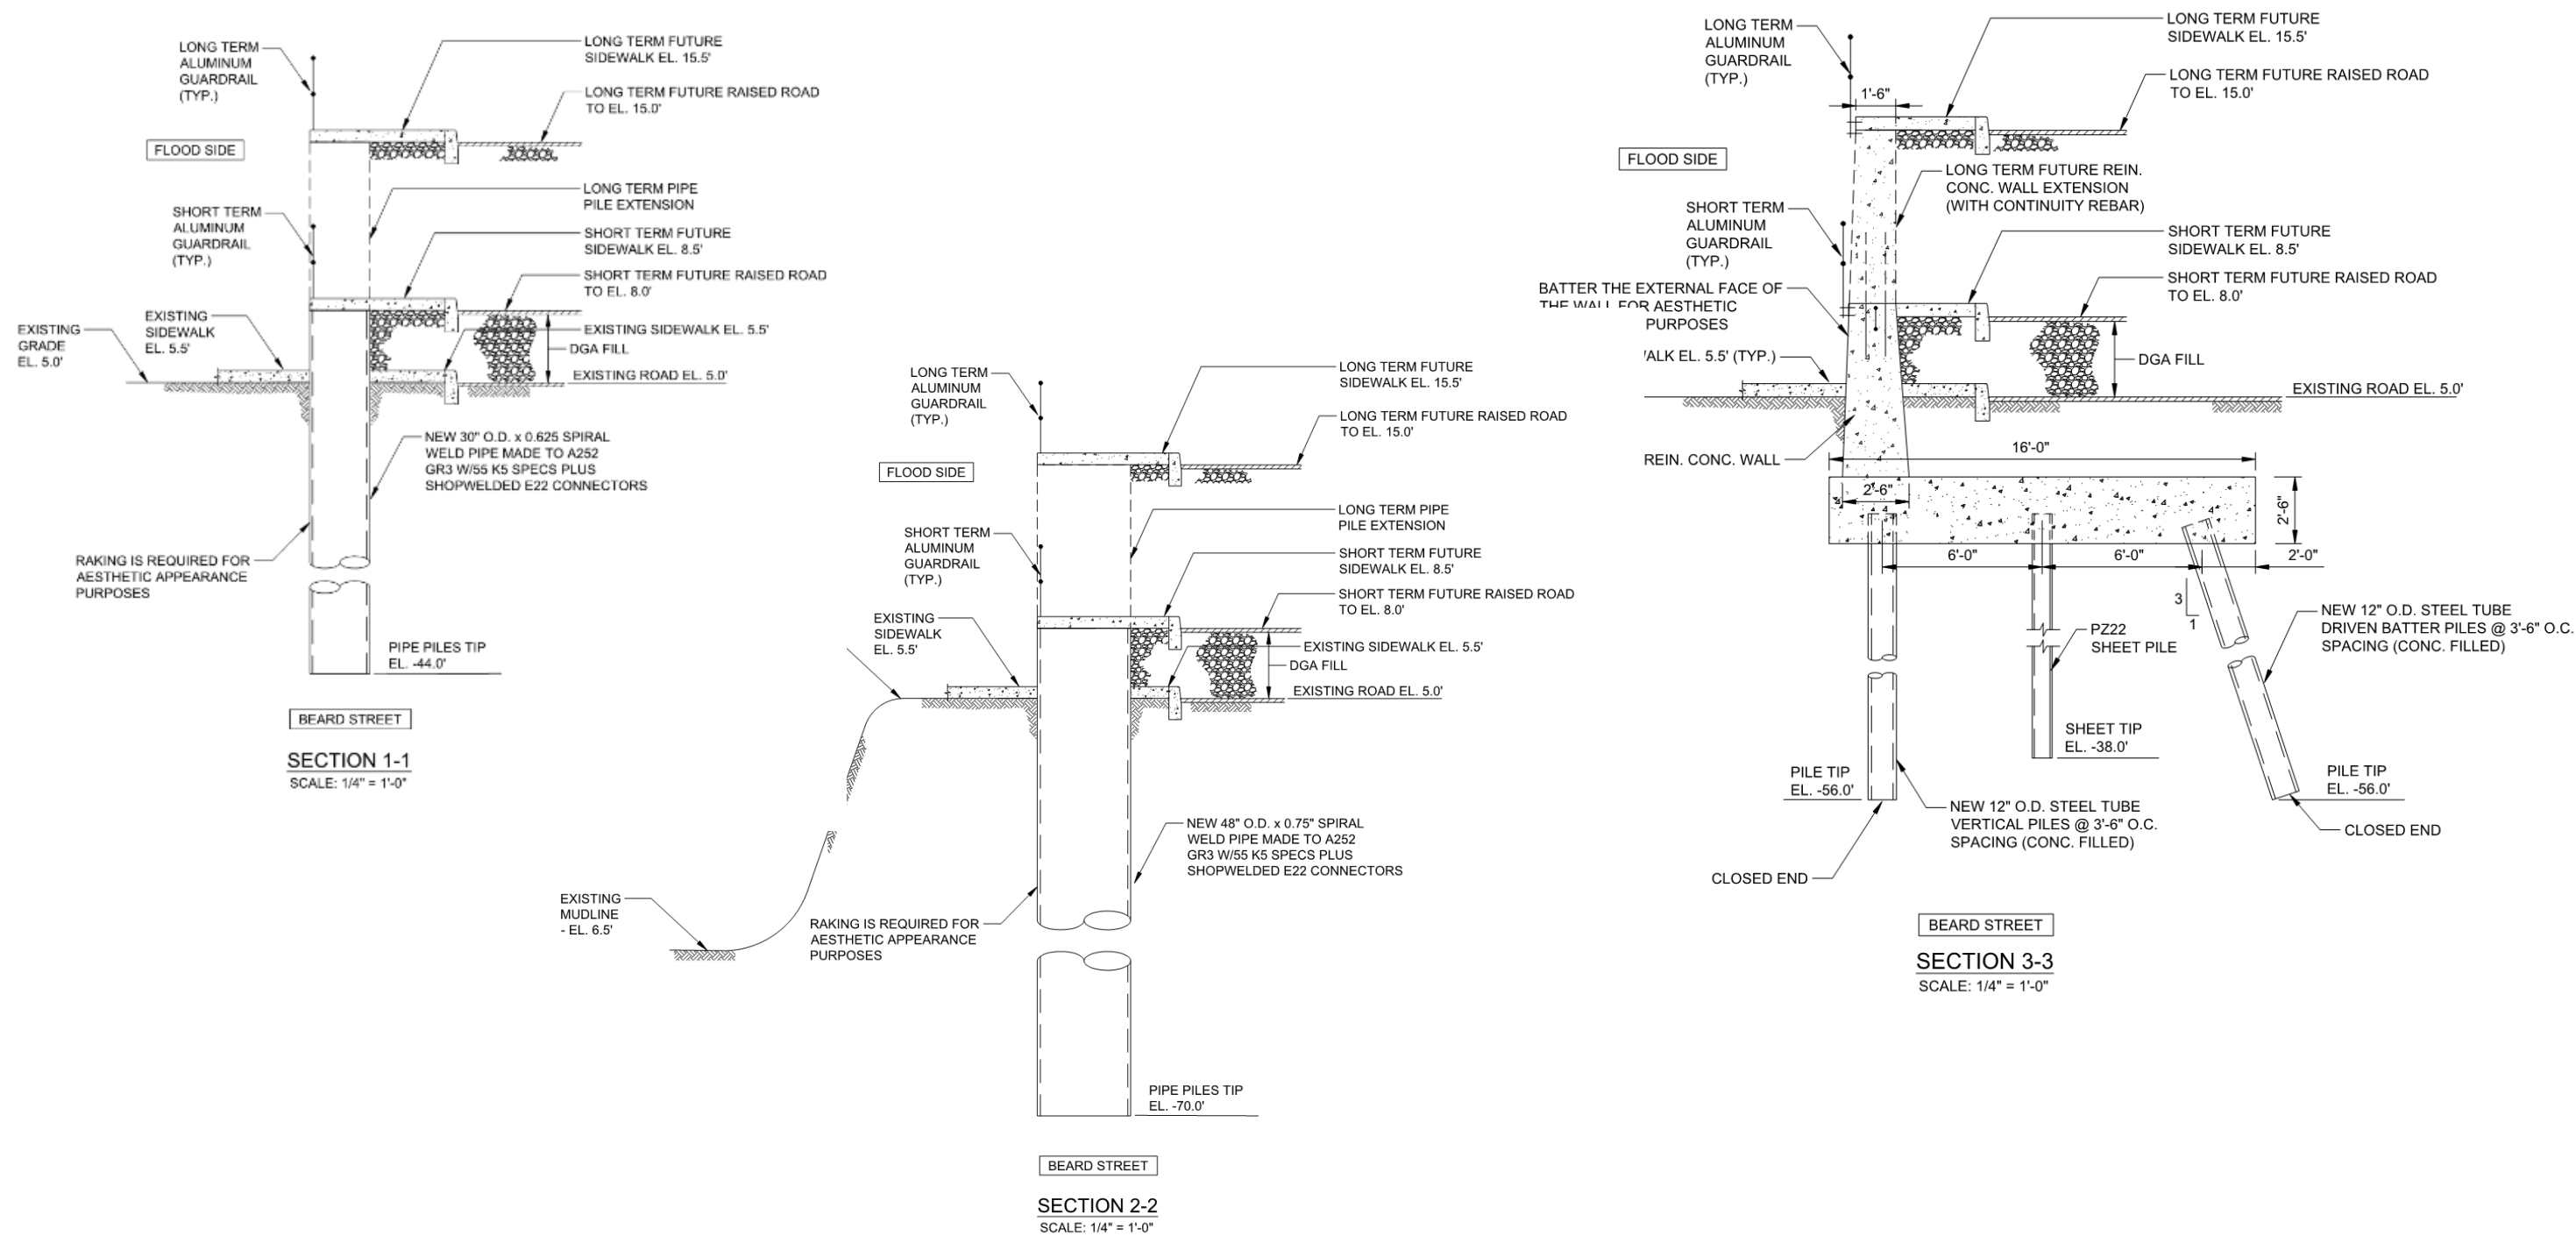 LONG TERM
ALUMINUM
GUARDRAIL
(TYP.)
LONG TERM FUTURE
SIDEWALK EL. 15.5'
LONG TERM FUTURE RAISED ROAD
TO EL. 15.0'
FLOOD SIDE
LONG TERM PIPE
PILE EXTENSION
SHORT TERM
ALUMINUM
GUARDRAIL
(TYP.)
SHORT TERM FUTURE
SIDEWALK EL. 8.5'
SHORT TERM FUTURE RAISED ROAD
TO EL. 8.0'
EXISTING
SIDEWALK
EL. 5.5'
EXISTING
GRADE
EL. 5.0'
EXISTING SIDEWALK EL. 5.5'
DGA FILL
EXISTING ROAD EL. 5.0'
NEW 30" O.D. x 0.625 SPIRAL
WELD PIPE MADE TO A252
GR3 W/55 K5 SPECS PLUS
SHOPWELDED E22 CONNECTORS
RAKING IS REQUIRED FOR
AESTHETIC APPEARANCE
PURPOSES
PIPE PILES TIP
EL. -44.0'
BEARD STREET
SECTION 1-1
SCALE: 1/4" = 1'-0"
LONG TERM
ALUMINUM
GUARDRAIL
(TYP.)
LONG TERM FUTURE
SIDEWALK EL. 15.5'
LONG TERM FUTURE RAISED ROAD
TO EL. 15.0'
FLOOD SIDE
LONG TERM PIPE
PILE EXTENSION
SHORT TERM
ALUMINUM
GUARDRAIL
(TYP.)
SHORT TERM FUTURE
SIDEWALK EL. 8.5'
SHORT TERM FUTURE RAISED ROAD
TO EL. 8.0'
EXISTING
SIDEWALK
EL. 5.5'
EXISTING SIDEWALK EL. 5.5'
DGA FILL
EXISTING ROAD EL. 5.0'
NEW 48" O.D. x 0.75" SPIRAL
WELD PIPE MADE TO A252
GR3 W/55 K5 SPECS PLUS
SHOPWELDED E22 CONNECTORS
EXISTING
MUDLINE
- EL. 6.5'
RAKING IS REQUIRED FOR
AESTHETIC APPEARANCE
PURPOSES
PIPE PILES TIP
EL. -70.0'
BEARD STREET
SECTION 2-2
SCALE: 1/4" = 1'-0"
LONG TERM
ALUMINUM
GUARDRAIL
(TYP.)
LONG TERM FUTURE
SIDEWALK EL. 15.5'
LONG TERM FUTURE RAISED ROAD
TO EL. 15.0'
1'-6"
FLOOD SIDE
LONG TERM FUTURE REIN.
CONC. WALL EXTENSION
(WITH CONTINUITY REBAR)
SHORT TERM
ALUMINUM
GUARDRAIL
(TYP.)
SHORT TERM FUTURE
SIDEWALK EL. 8.5'
SHORT TERM FUTURE RAISED ROAD
TO EL. 8.0'
BATTER THE EXTERNAL FACE OF
THE WALL FOR AESTHETIC
PURPOSES
ALK EL. 5.5' (TYP.)
DGA FILL
EXISTING ROAD EL. 5.0'
REIN. CONC. WALL
16'-0"
2'-6"
2'-6"
6'-0"
6'-0"
2'-0"
3
1
NEW 12" O.D. STEEL TUBE
DRIVEN BATTER PILES @ 3'-6" O.C.
SPACING (CONC. FILLED)
PZ22
SHEET PILE
SHEET TIP
EL. -38.0'
PILE TIP
EL. -56.0'
PILE TIP
EL. -56.0'
NEW 12" O.D. STEEL TUBE
VERTICAL PILES @ 3'-6" O.C.
SPACING (CONC. FILLED)
CLOSED END
CLOSED END
BEARD STREET
SECTION 3-3
SCALE: 1/4" = 1'-0"